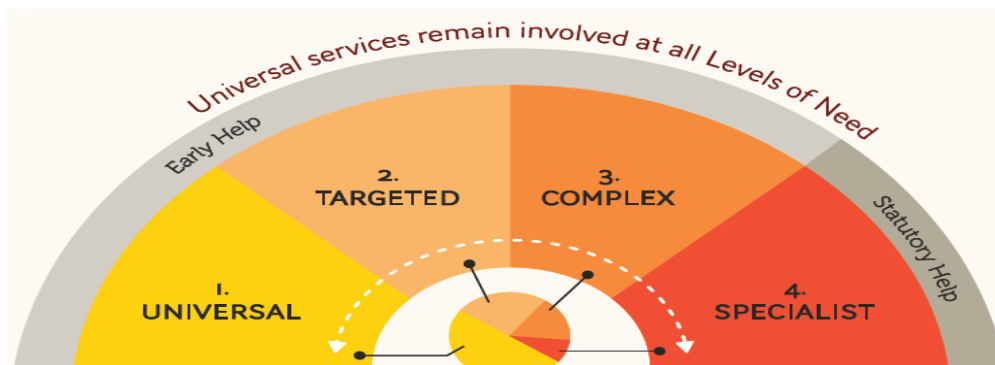 Universal services remain involved at all Levels of Need
Early Help
2.
TARGETED
3.
COMPLEX
1.
UNIVERSAL
4.
SPECIALIST
Statutory Help